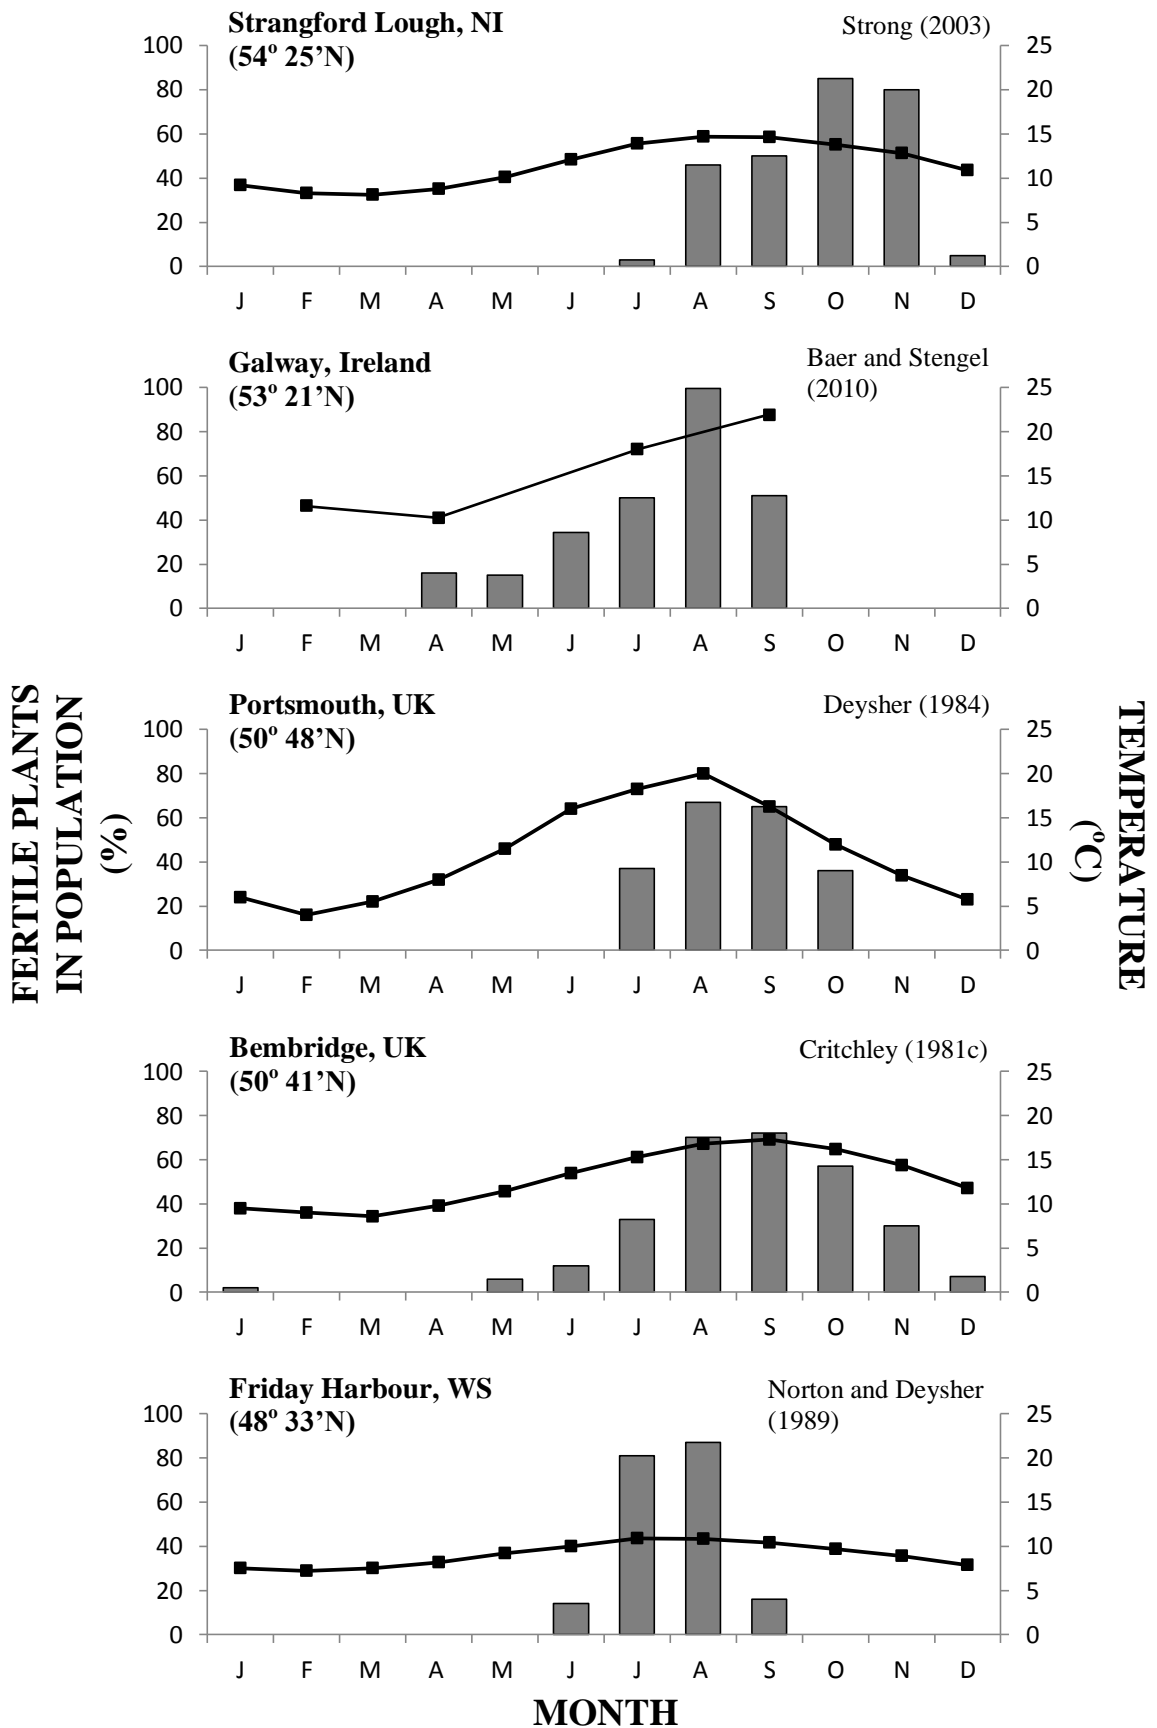 Strangford Lough, NI
(54° 25’N)
Strong (2003)
100
80
60
40
20
0
25
20
15
10
5
0
J F M A M J J A S O N D
Galway, Ireland
(53° 21’N)
Baer and Stengel
(2010)
100
80
60
40
20
0
25
20
15
10
5
0
J F M A M J J A S O N D
Portsmouth, UK
(50° 48’N)
Deysher (1984)
100
80
60
40
20
0
25
20
15
10
5
0
J F M A M J J A S O N D
Bembridge, UK
(50° 41’N)
Critchley (1981c)
100
80
60
40
20
0
25
20
15
10
5
0
J F M A M J J A S O N D
Friday Harbour, WS
(48° 33’N)
Norton and Deysher
(1989)
100
80
60
40
20
0
25
20
15
10
5
0
J F M A M J J A S O N D
FERTILE PLANTS
IN POPULATION
(%)
TEMPERATURE
(°C)
MONTH